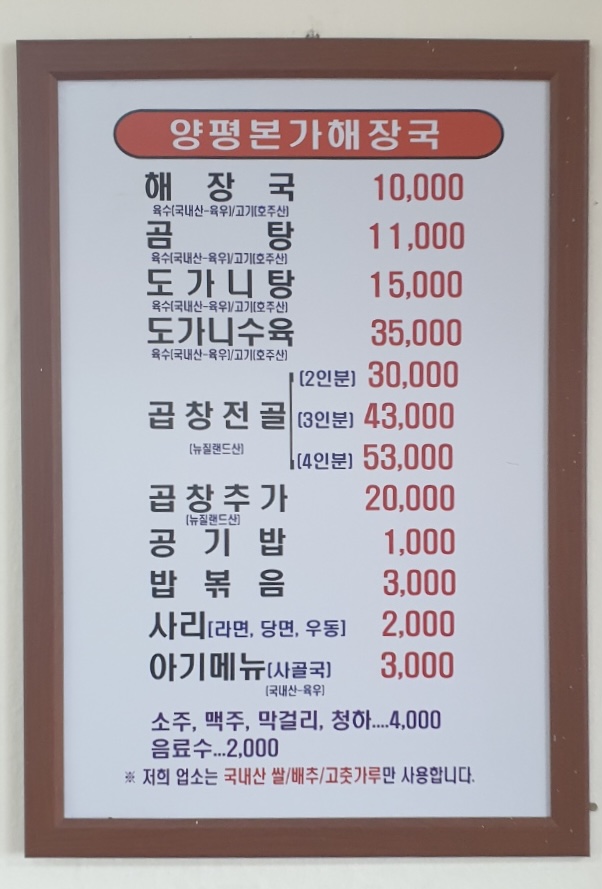 양평본가해장국
해 장 국 10,000
육수(국내산-육우)/고기(호주산)
곰 탕 11,000
육수(국내산-육우)/고기(호주산)
도가니탕 15,000
육수(국내산-육우)/고기(호주산)
도가니수육 35,000
육수(국내산-육우)/고기(호주산)
(2인분) 30,000
곱창전골 (3인분) 43,000
(뉴질랜드산)
(4인분) 53,000
곱창추가 20,000
(뉴질랜드산)
공 기 밥 1,000
밥 볶 음 3,000
사리(라면, 당면, 우동) 2,000
아기메뉴(사골국) 3,000
(국내산-육우)
소주, 맥주, 막걸리, 청하....4,000
음료수...2,000
※ 저희 업소는 국내산 쌀/배추/고춧가루만 사용합니다.